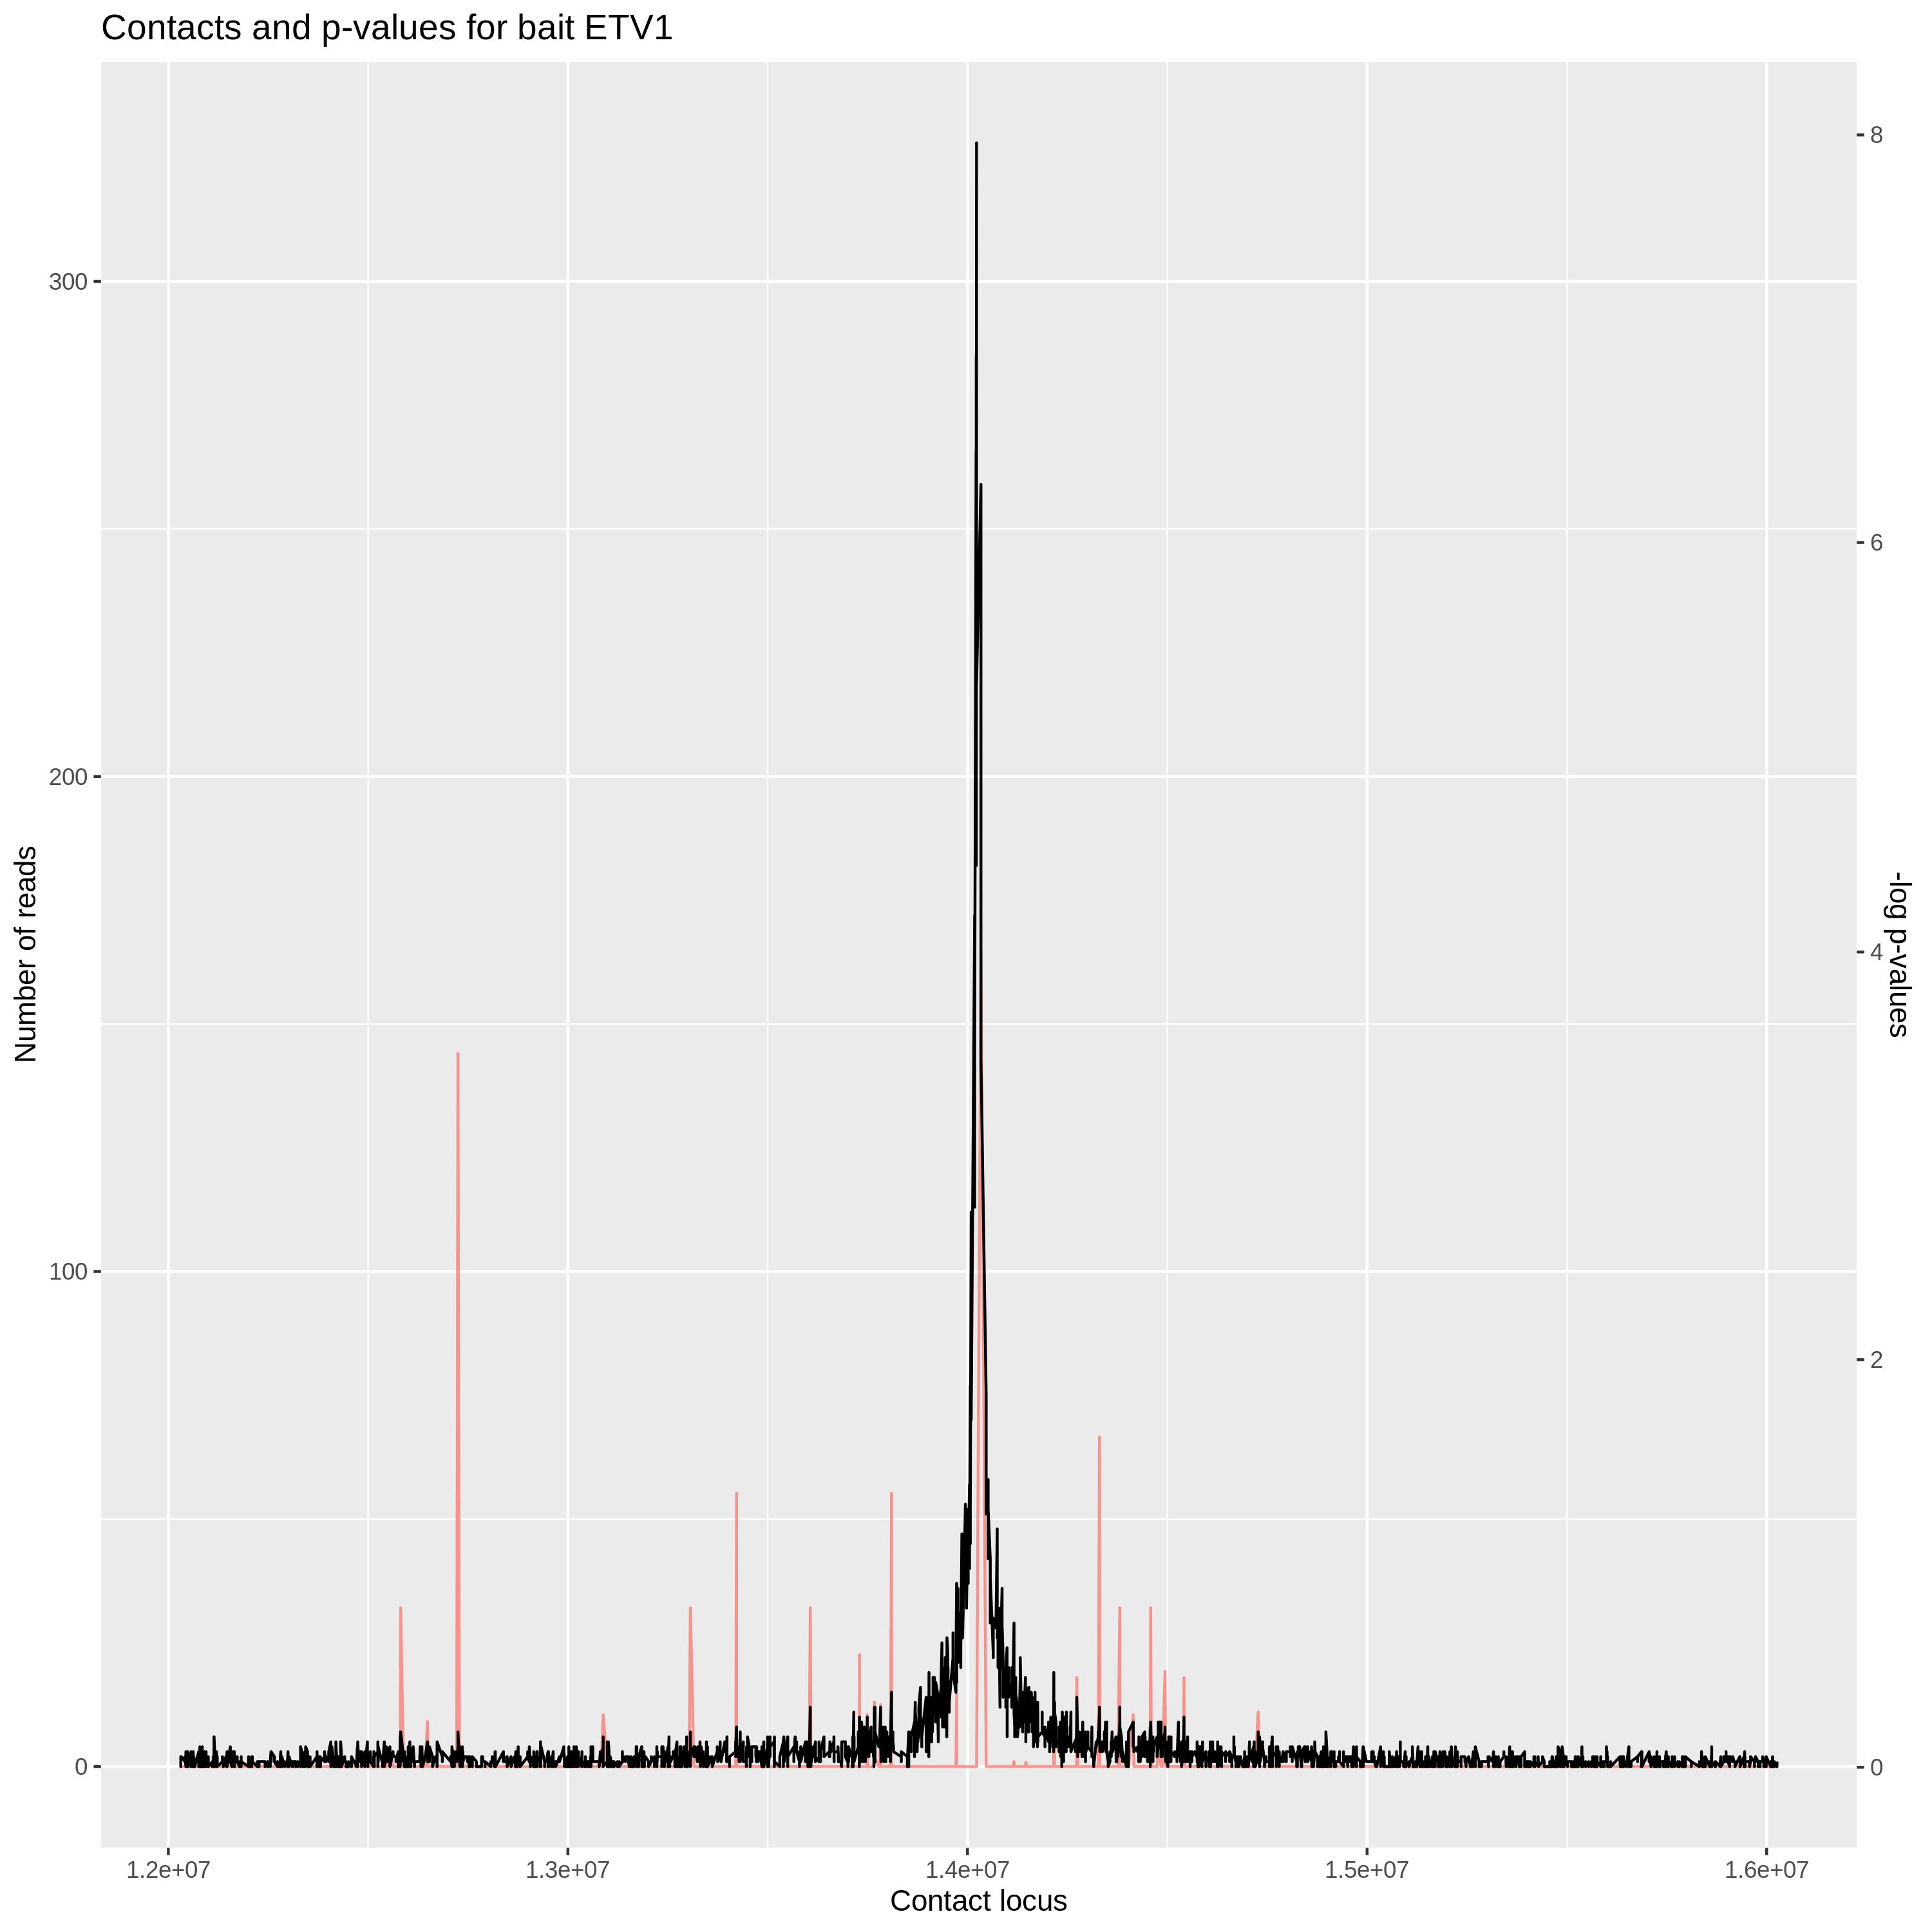 Contacts and p-values for bait ETV1
8
300
6
200
Number of reads
-log p-values
4
100
2
0
0
1.2e+07
1.3e+07
1.4e+07
1.5e+07
1.6e+07
Contact locus